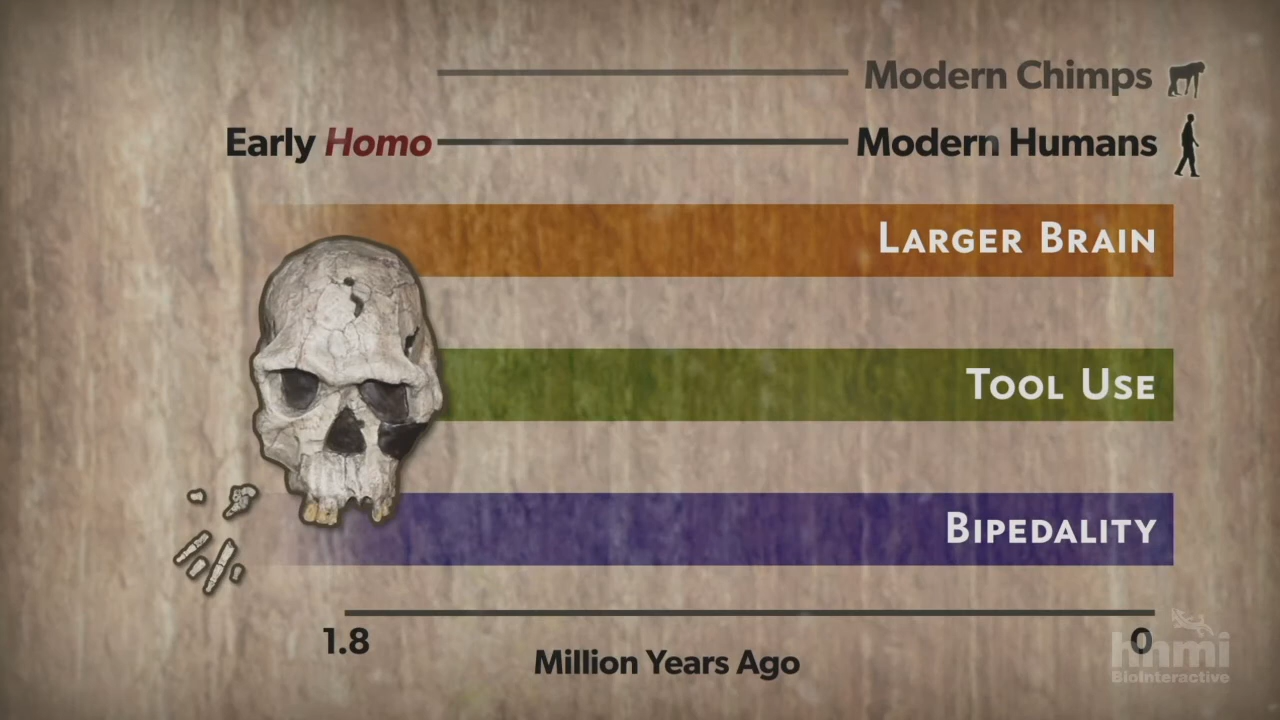 Modern Chimps
Early Homo
Modern Humans
Larger Brain
Tool Use
Bipedality
1.8
0
Million Years Ago
hhmi
BioInteractive